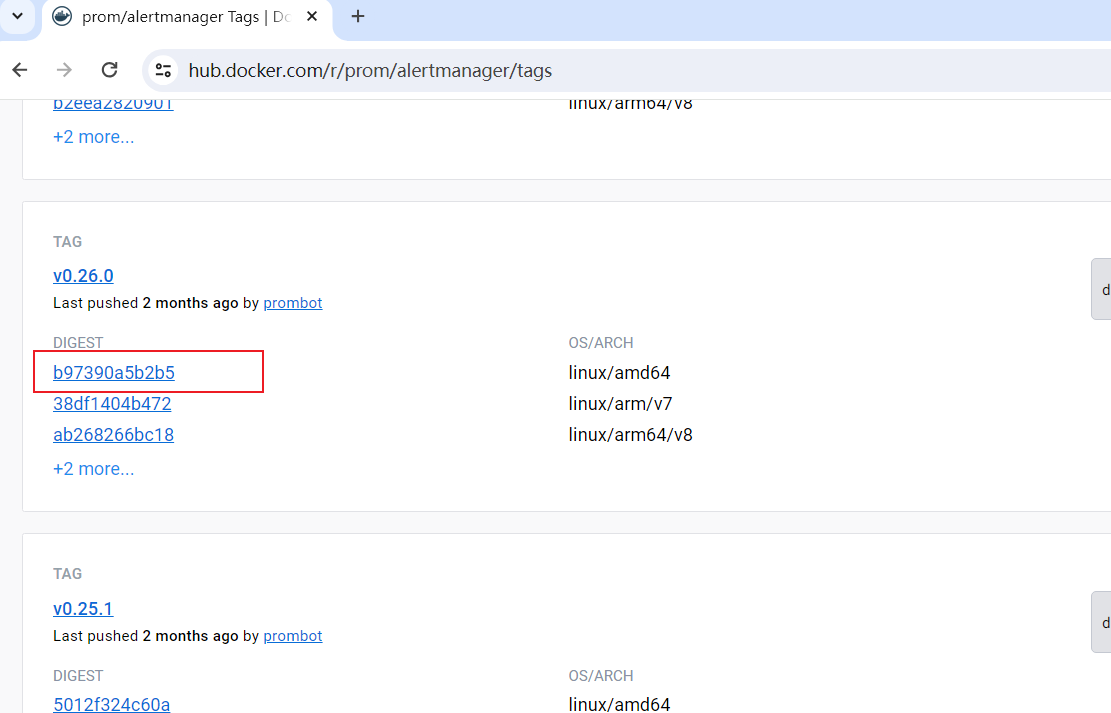 prom/alertmanager Tags | Do
hub.docker.com/r/prom/alertmanager/tags
b2eea2820901 linux/arm64/v8
+2 more...
TAG
v0.26.0
Last pushed 2 months ago by prombot
d
DIGEST OS/ARCH
b97390a5b2b5 linux/amd64
38df1404b472 linux/arm/v7
ab268266bc18 linux/arm64/v8
+2 more...
TAG
v0.25.1
Last pushed 2 months ago by prombot
d
DIGEST OS/ARCH
5012f324c60a linux/amd64